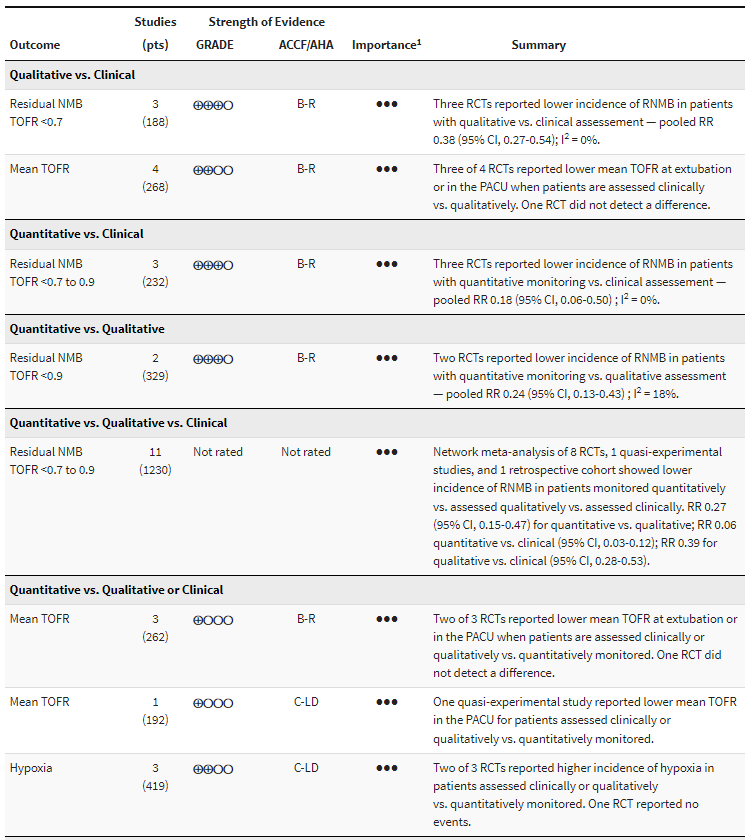 Studies Strength of Evidence
Outcome (pts) GRADE ACCF/AHA Importance¹ Summary
Qualitative vs. Clinical
Residual NMB 3 ⊕⊕⊕◯ B-R ●●● Three RCTs reported lower incidence of RNMB in patients
TOFR <0.7 (188) with qualitative vs. clinical assessement — pooled RR
0.38 (95% CI, 0.27-0.54); I² = 0%.
Mean TOFR 4 ⊕⊕◯◯ B-R ●●● Three of 4 RCTs reported lower mean TOFR at extubation
(268) or in the PACU when patients are assessed clinically
vs. qualitatively. One RCT did not detect a difference.
Quantitative vs. Clinical
Residual NMB 3 ⊕⊕⊕◯ B-R ●●● Three RCTs reported lower incidence of RNMB in patients
TOFR <0.7 to 0.9 (232) with quantitative monitoring vs. clinical assessment —
pooled RR 0.18 (95% CI, 0.06-0.50) ; I² = 0%.
Quantitative vs. Qualitative
Residual NMB 2 ⊕⊕⊕◯ B-R ●●● Two RCTs reported lower incidence of RNMB in patients
TOFR <0.9 (329) with quantitative monitoring vs. qualitative assessment
— pooled RR 0.24 (95% CI, 0.13-0.43) ; I² = 18%.
Quantitative vs. Qualitative vs. Clinical
Residual NMB 11 Not rated Not rated ●●● Network meta-analysis of 8 RCTs, 1 quasi-experimental
TOFR <0.7 to 0.9 (1230) studies, and 1 retrospective cohort showed lower
incidence of RNMB in patients monitored quantitatively
vs. assessed qualitatively vs. assessed clinically. RR 0.27
(95% CI, 0.15-0.47) for quantitative vs. qualitative; RR 0.06
quantitative vs. clinical (95% CI, 0.03-0.12); RR 0.39 for
qualitative vs. clinical (95% CI, 0.28-0.53).
Quantitative vs. Qualitative or Clinical
Mean TOFR 3 ⊕◯◯◯ B-R ●●● Two of 3 RCTs reported lower mean TOFR at extubation or
(262) in the PACU when patients are assessed clinically or
qualitatively vs. quantitatively monitored. One RCT did
not detect a difference.
Mean TOFR 1 ⊕◯◯◯ C-LD ●●● One quasi-experimental study reported lower mean TOFR
(192) in the PACU for patients assessed clinically or
qualitatively vs. quantitatively monitored.
Hypoxia 3 ⊕⊕◯◯ C-LD ●●● Two of 3 RCTs reported higher incidence of hypoxia in
(419) patients assessed clinically or qualitatively
vs. quantitatively monitored. One RCT reported no
events.